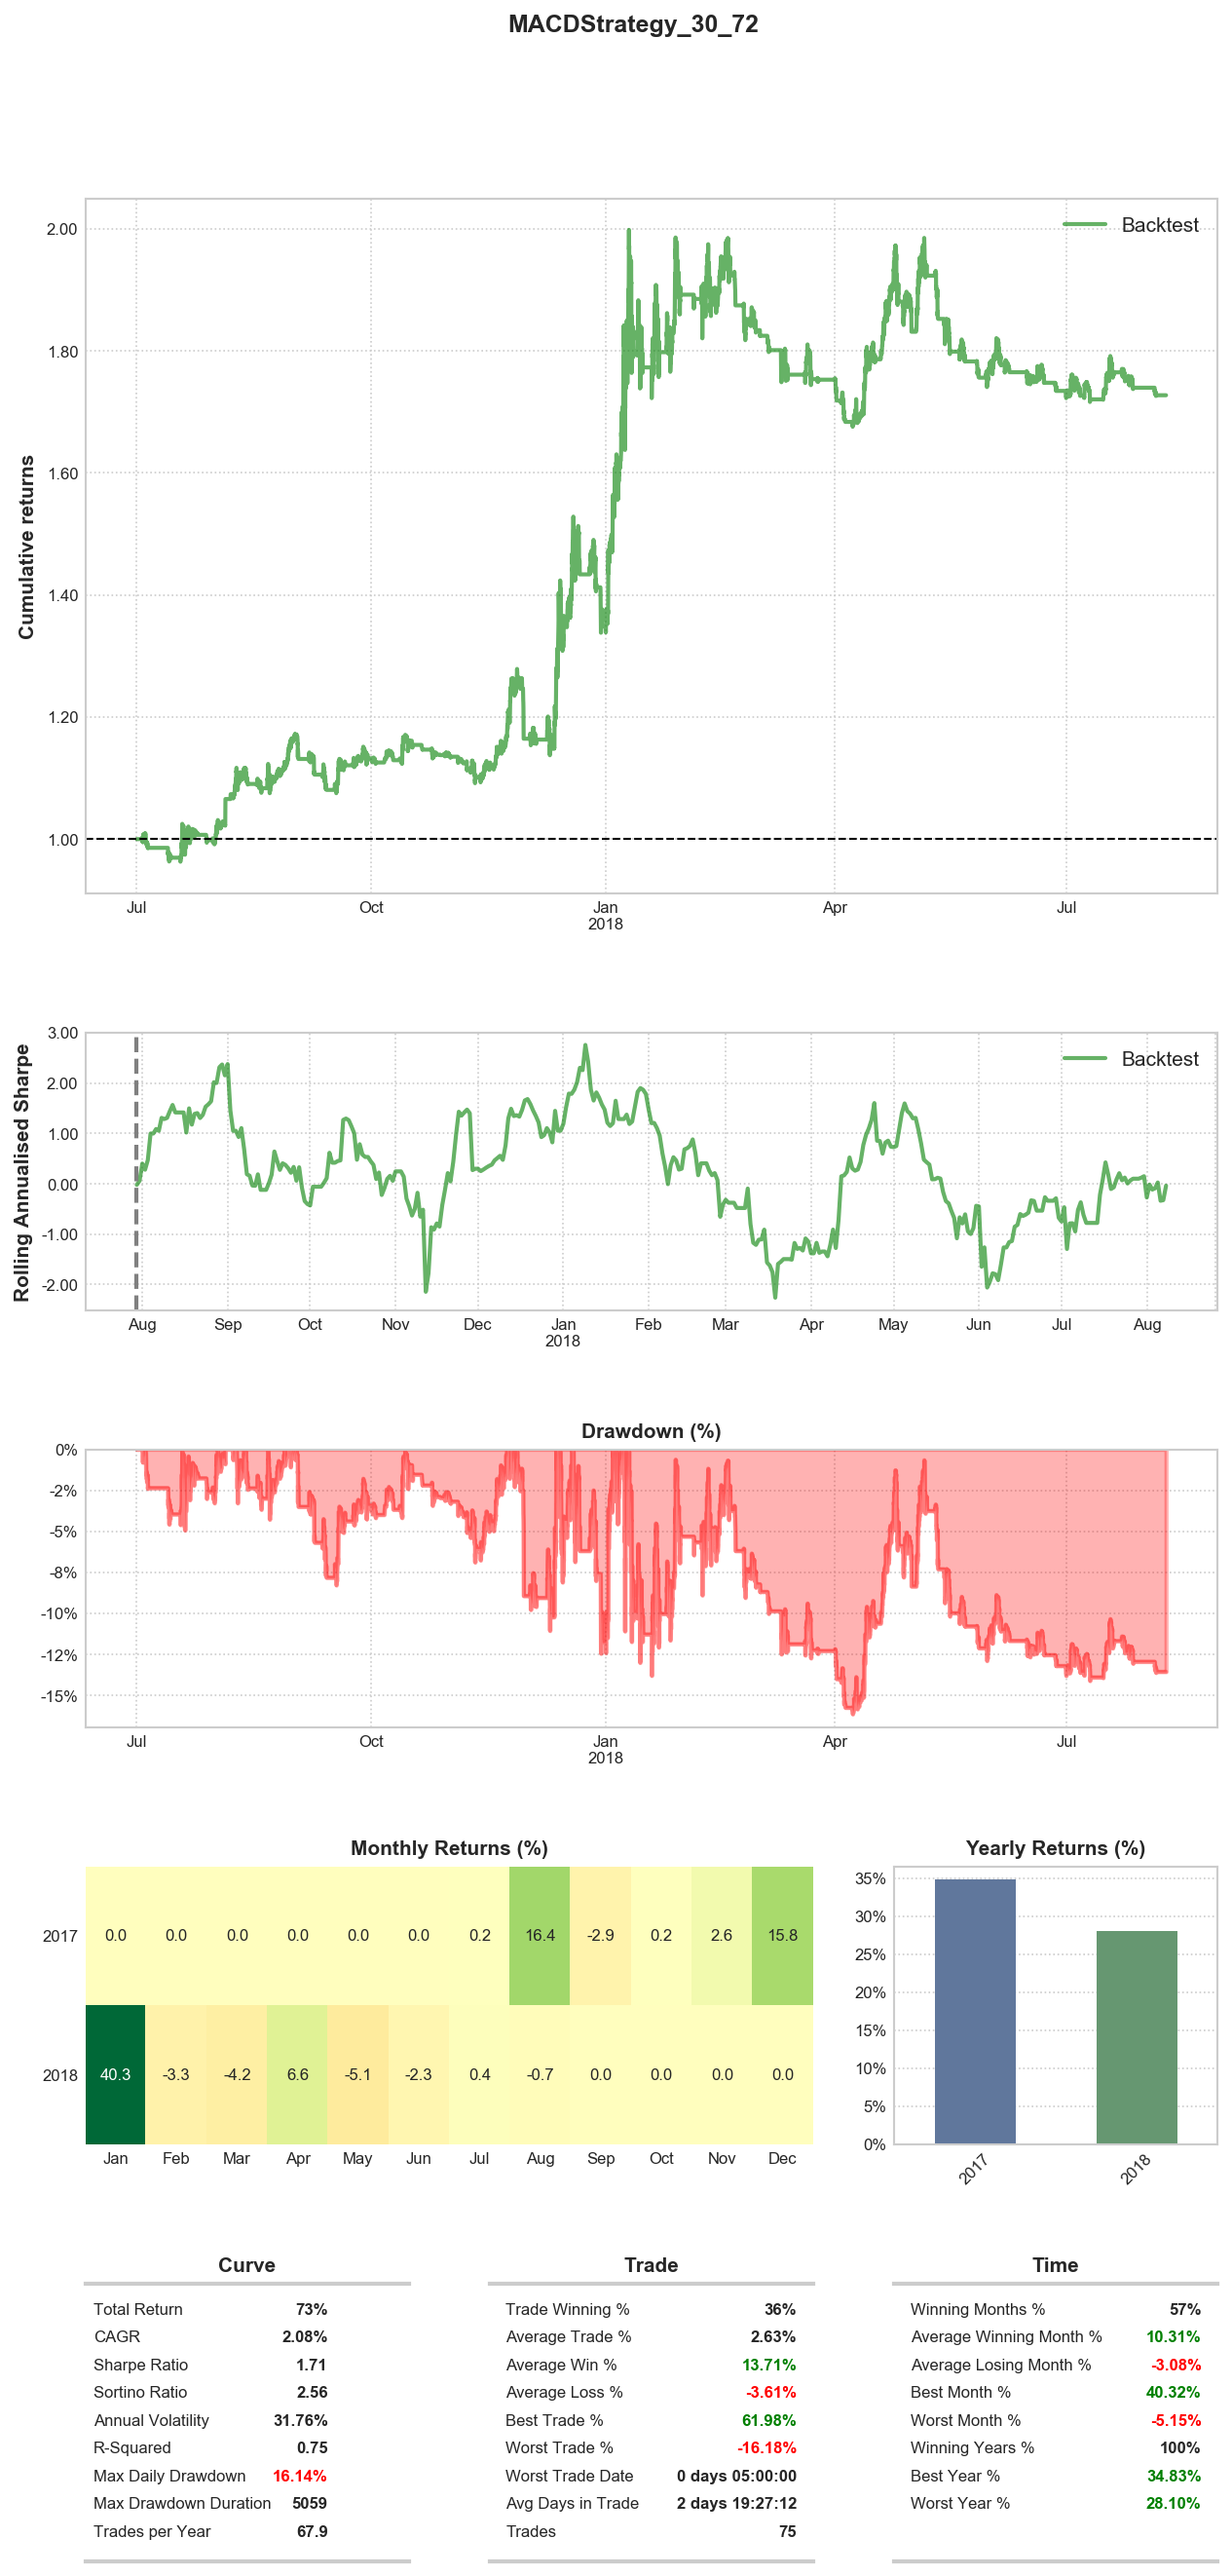 MACDStrategy_30_72
Backtest
Cumulative returns
2.00
1.80
1.60
1.40
1.20
1.00
Jul Oct Jan Apr Jul
2018
Backtest
Rolling Annualised Sharpe
3.00
2.00
1.00
0.00
-1.00
-2.00
Aug Sep Oct Nov Dec Jan Feb Mar Apr May Jun Jul Aug
2018
Drawdown (%)
0%
-2%
-5%
-8%
-10%
-12%
-15%
Jul Oct Jan Apr Jul
2018
Monthly Returns (%)
2017 0.0 0.0 0.0 0.0 0.0 0.0 0.2 16.4 -2.9 0.2 2.6 15.8
2018 40.3 -3.3 -4.2 6.6 -5.1 -2.3 0.4 -0.7 0.0 0.0 0.0 0.0
Jan Feb Mar Apr May Jun Jul Aug Sep Oct Nov Dec
Yearly Returns (%)
35%
30%
25%
20%
15%
10%
5%
0%
2017 2018
Curve
Total Return 73%
CAGR 2.08%
Sharpe Ratio 1.71
Sortino Ratio 2.56
Annual Volatility 31.76%
R-Squared 0.75
Max Daily Drawdown 16.14%
Max Drawdown Duration 5059
Trades per Year 67.9
Trade
Trade Winning % 36%
Average Trade % 2.63%
Average Win % 13.71%
Average Loss % -3.61%
Best Trade % 61.98%
Worst Trade % -16.18%
Worst Trade Date 0 days 05:00:00
Avg Days in Trade 2 days 19:27:12
Trades 75
Time
Winning Months % 57%
Average Winning Month % 10.31%
Average Losing Month % -3.08%
Best Month % 40.32%
Worst Month % -5.15%
Winning Years % 100%
Best Year % 34.83%
Worst Year % 28.10%